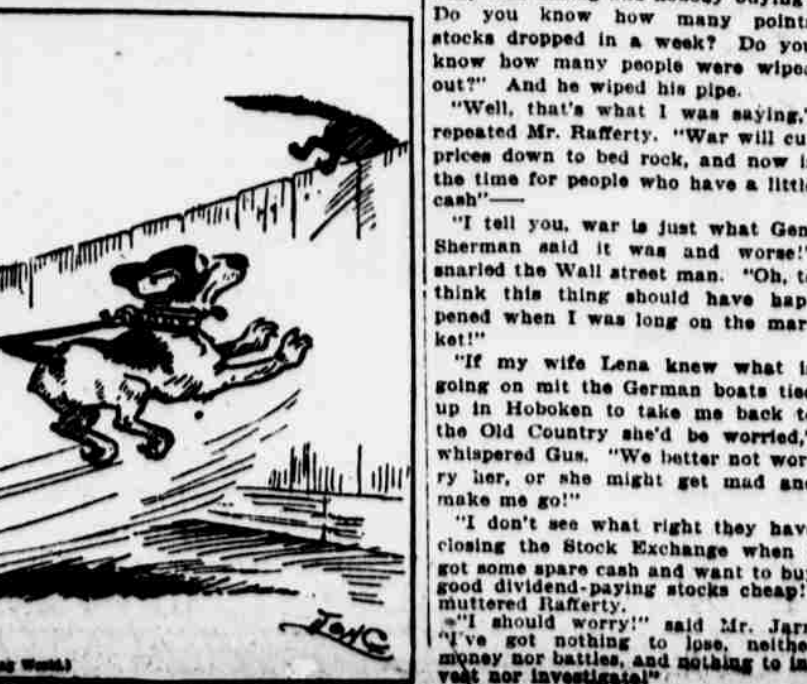 Do you know how many points
stocks dropped in a week? Do you
know how many people were wiped
out?" And he wiped his pipe.
"Well, that's what I was saying,"
repeated Mr. Rafferty. "War will cu
prices down to bed rock, and now i
the time for people who have a little
cash"——
"I tell you, war is just what Gen
Sherman said it was and worse!"
snarled the Wall street man. "Oh, t
think this thing should have hap
pened when I was long on the mar
ket!"
"If my wife Lena knew what i
going on mit the German boats tied
up in Hoboken to take me back t
the Old Country she'd be worried,"
whispered Gus. "We better not wor
ry her, or she might get mad and
make me go!"
"I don't see what right they hav
closing the Stock Exchange when
got some spare cash and want to buy
good dividend-paying stocks cheap!"
muttered Rafferty.
"I should worry!" said Mr. Jarr
"I've got nothing to lose, neithe
money nor battles, and nothing to in
vest nor investigate!"
ng World.)